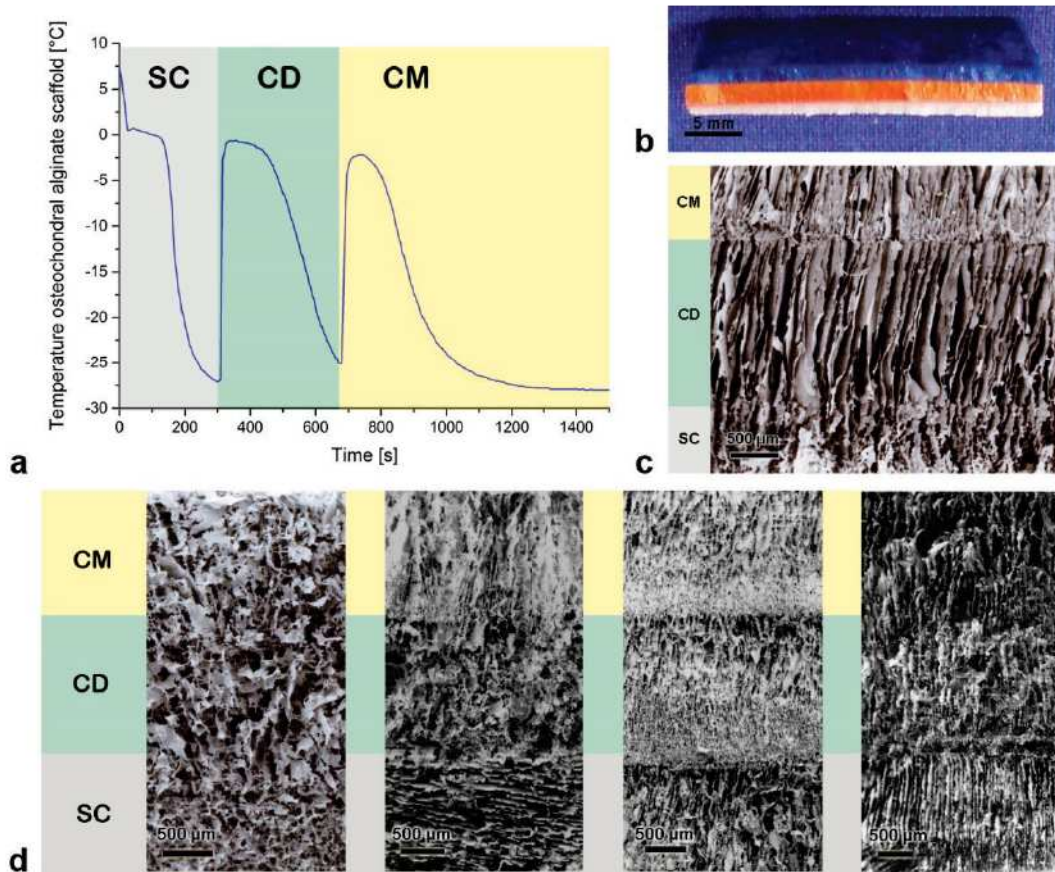 Temperature osteochondral alginate scaffold [°C]
10
5
0
-5
-10
-15
-20
-25
-30
SC CD CM
0 200 400 600 800 1000 1200 1400
Time [s]
a
5 mm
b
CM
CD
SC
500 µm
c
CM
CD
SC
500 µm
500 µm
500 µm
500 µm
d